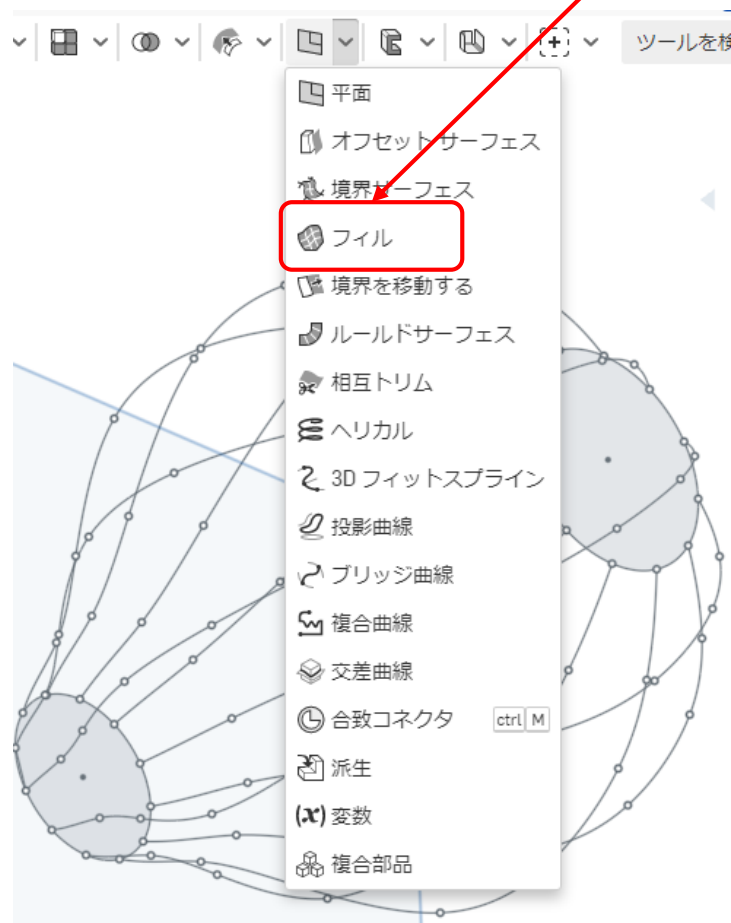 ツールを検
平面
オフセット サーフェス
境界サーフェス
フィル
境界を移動する
ルールドサーフェス
相互トリム
ヘリカル
3D フィットスプライン
投影曲線
ブリッジ曲線
複合曲線
交差曲線
合致コネクタ ctrl M
派生
(x) 変数
複合部品